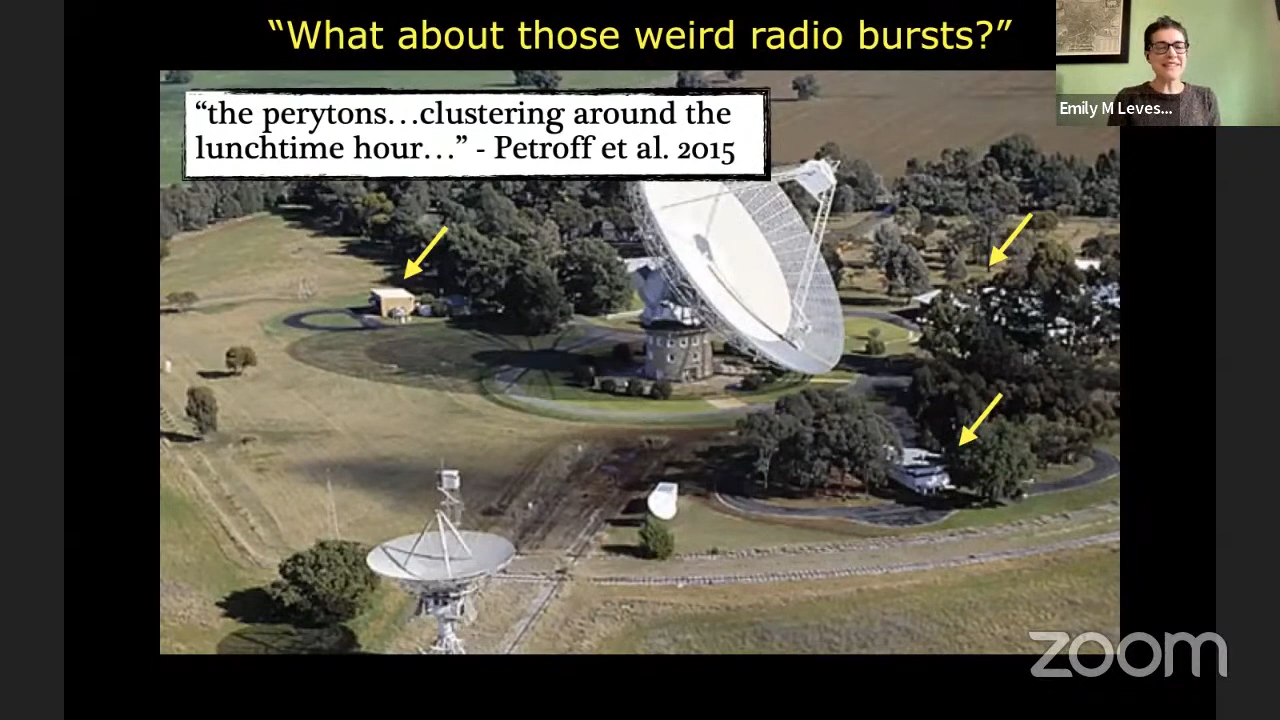 “What about those weird radio bursts?”
“the perytons…clustering around the
lunchtime hour…” - Petroff et al. 2015
Emily M Leves...
zoom